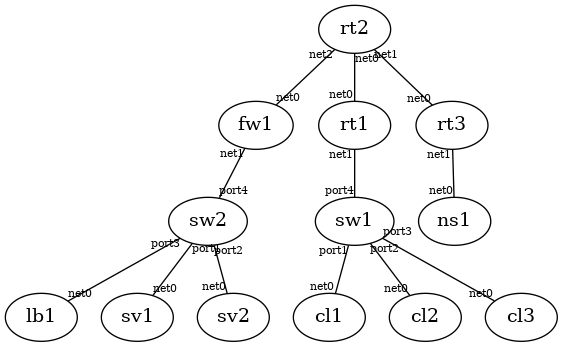 rt2
net2 net0 net1
net0 net0 net0
fw1 rt1 rt3
net1 net1 net1
port4 port4 net0
sw2 sw1 ns1
port3 port1 port2 port1 port2 port3
net0 net0 net0 net0 net0 net0
lb1 sv1 sv2 cl1 cl2 cl3